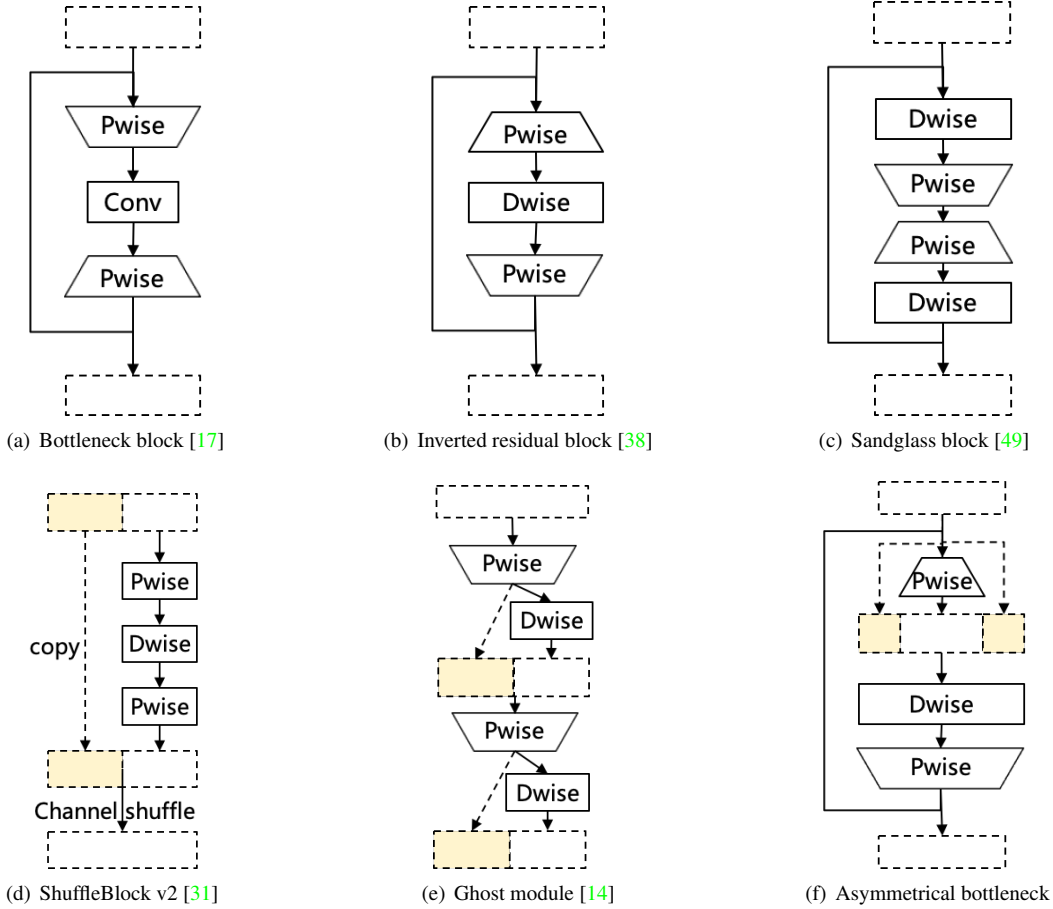 Pwise
Conv
Pwise
(a) Bottleneck block [17]
Pwise
Dwise
Pwise
(b) Inverted residual block [38]
Dwise
Pwise
Pwise
Dwise
(c) Sandglass block [49]
Pwise
copy
Dwise
Pwise
Channel shuffle
(d) ShuffleBlock v2 [31]
Pwise
Dwise
Pwise
Dwise
(e) Ghost module [14]
Pwise
Dwise
Pwise
(f) Asymmetrical bottleneck